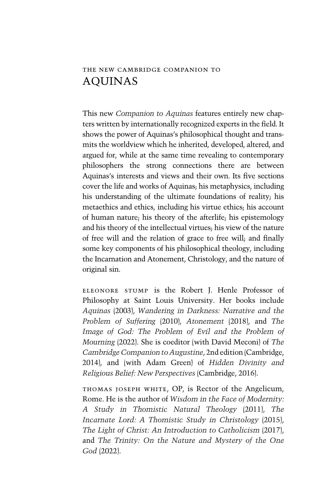 THE NEW CAMBRIDGE COMPANION TO
AQUINAS
This new Companion to Aquinas features entirely new chap-
ters written by internationally recognized experts in the field. It
shows the power of Aquinas's philosophical thought and trans-
mits the worldview which he inherited, developed, altered, and
argued for, while at the same time revealing to contemporary
philosophers the strong connections there are between
Aquinas's interests and views and their own. Its five sections
cover the life and works of Aquinas; his metaphysics, including
his understanding of the ultimate foundations of reality; his
metaethics and ethics, including his virtue ethics; his account
of human nature; his theory of the afterlife; his epistemology
and his theory of the intellectual virtues; his view of the nature
of free will and the relation of grace to free will; and finally
some key components of his philosophical theology, including
the Incarnation and Atonement, Christology, and the nature of
original sin.
ELEONORE STUMP is the Robert J. Henle Professor of
Philosophy at Saint Louis University. Her books include
Aquinas (2003), Wandering in Darkness: Narrative and the
Problem of Suffering (2010), Atonement (2018), and The
Image of God: The Problem of Evil and the Problem of
Mourning (2022). She is coeditor (with David Meconi) of The
Cambridge Companion to Augustine, 2nd edition (Cambridge,
2014), and (with Adam Green) of Hidden Divinity and
Religious Belief: New Perspectives (Cambridge, 2016).
THOMAS JOSEPH WHITE, OP, is Rector of the Angelicum,
Rome. He is the author of Wisdom in the Face of Modernity:
A Study in Thomistic Natural Theology (2011), The
Incarnate Lord: A Thomistic Study in Christology (2015),
The Light of Christ: An Introduction to Catholicism (2017),
and The Trinity: On the Nature and Mystery of the One
God (2022).